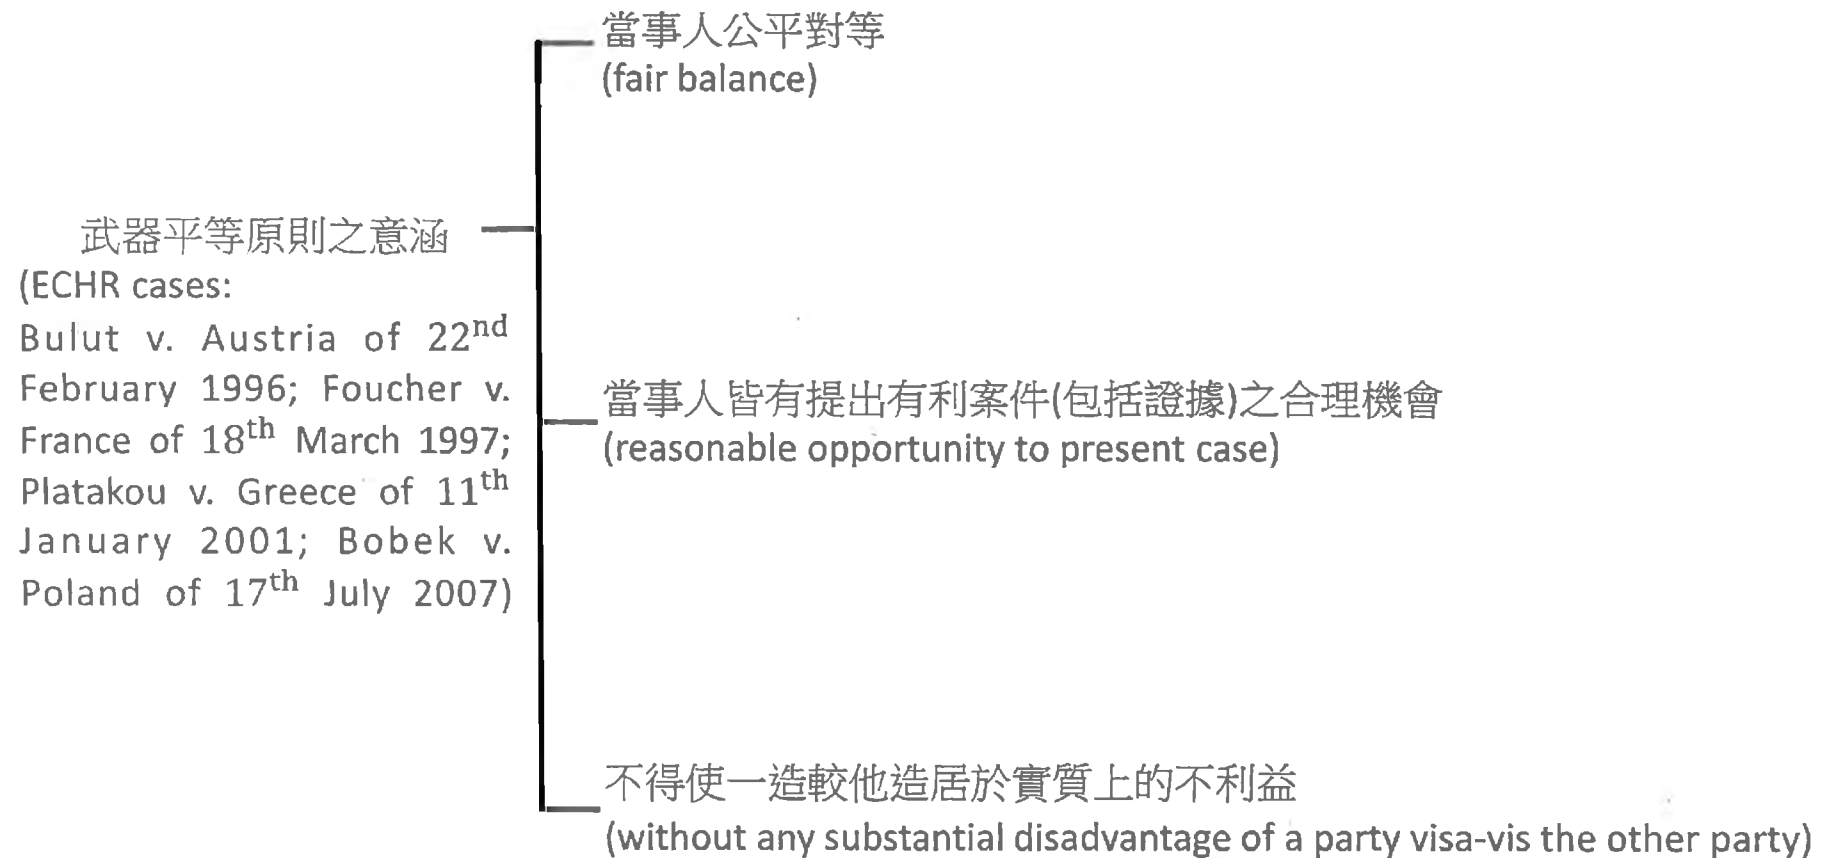 當事人公平對等
(fair balance)
武器平等原則之意涵
(ECHR cases:
Bulut v. Austria of 22nd
February 1996; Foucher v.
France of 18th March 1997;
Platakou v. Greece of 11th
January 2001; Bobek v.
Poland of 17th July 2007)
當事人皆有提出有利案件(包括證據)之合理機會
(reasonable opportunity to present case)
不得使一造較他造居於實質上的不利益
(without any substantial disadvantage of a party visa-vis the other party)